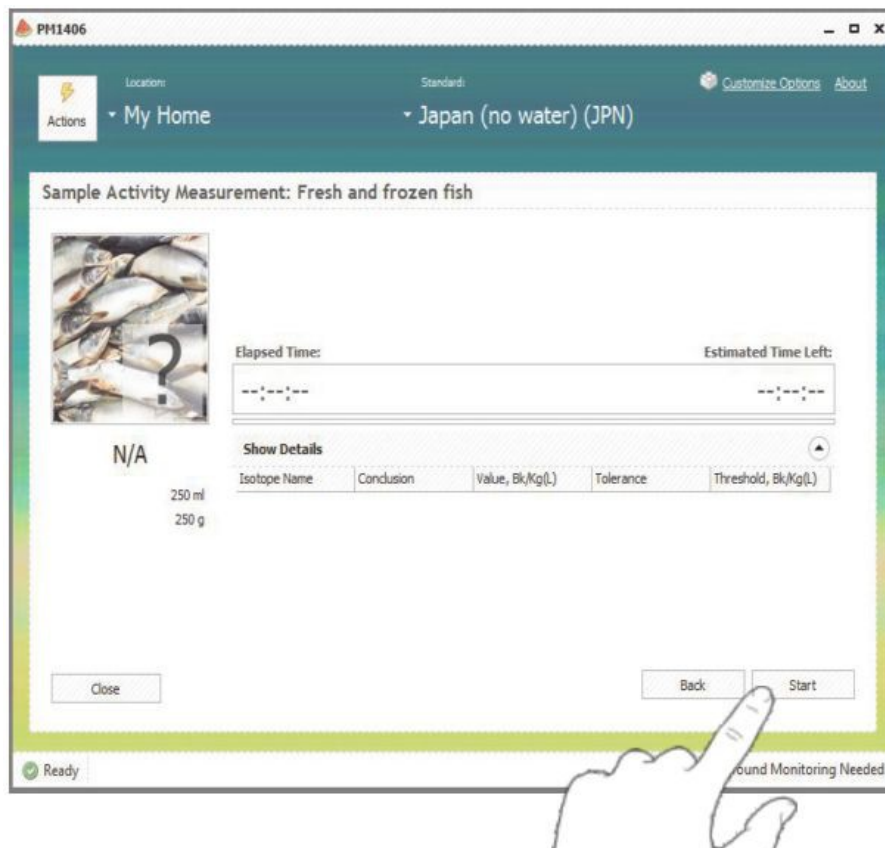 PM1406
Location:
Standard:
Customize Options
About
Actions
My Home
Japan (no water) (JPN)
Sample Activity Measurement: Fresh and frozen fish
?
Elapsed Time:
Estimated Time Left:
--:--:--
--:--:--
N/A
Show Details
Isotope Name
Conclusion
Value, Bk/Kg(L)
Tolerance
Threshold, Bk/Kg(L)
250 ml
250 g
Close
Back
Start
Ready
Monitoring Needed